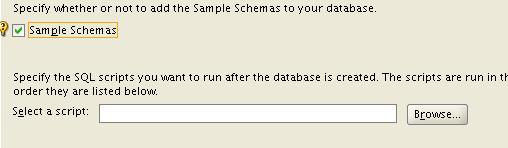 Specify whether or not to add the Sample Schemas to your database.
Sample Schemas
Specify the SQL scripts you want to run after the database is created. The scripts are run in th
order they are listed below.
Select a script:
Browse...